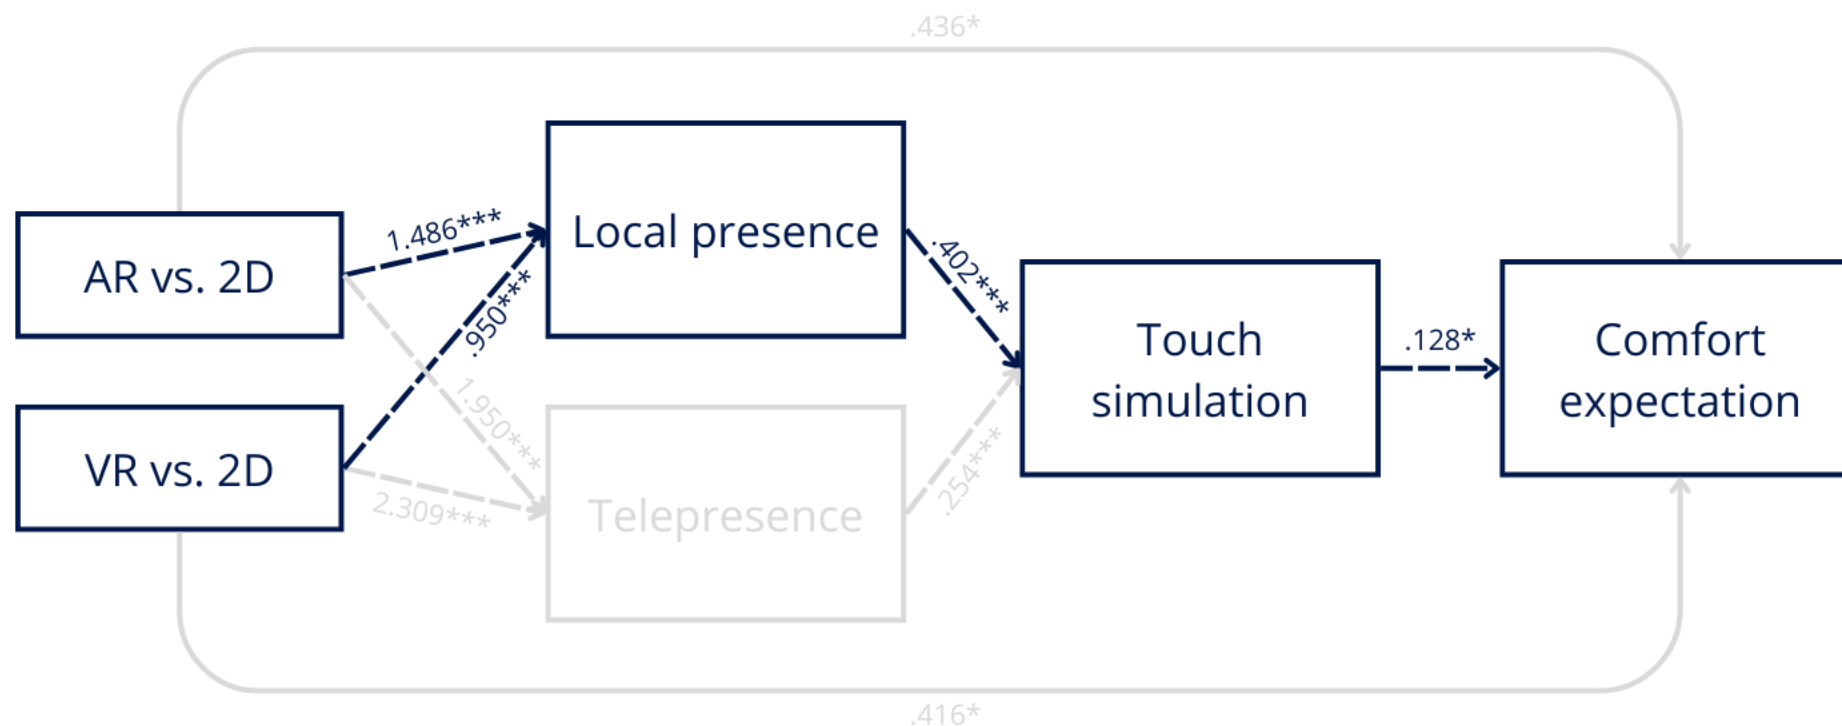 .436*
1.486***
Local presence
.402***
AR vs. 2D
.950***
Touch
simulation
.128*
Comfort
expectation
1.950***
VR vs. 2D
2.309***
Telepresence
.254***
.416*